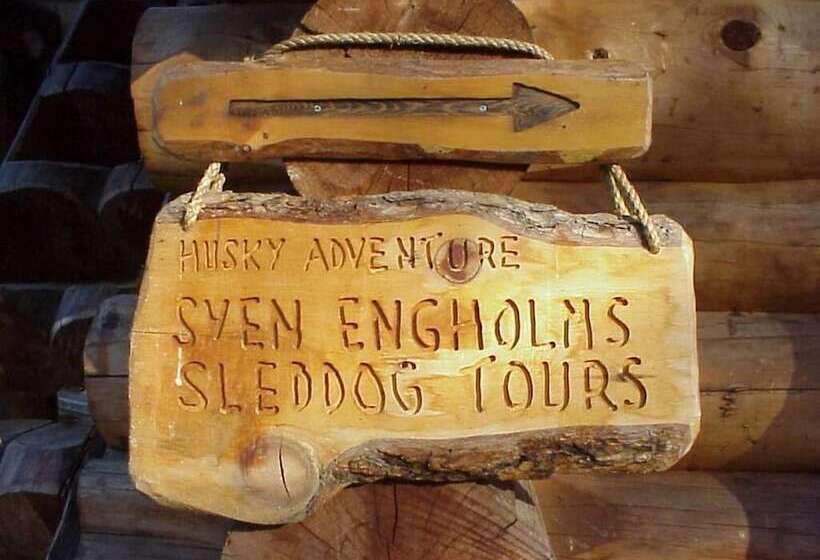 HUSKY ADVENTURE
SVEN ENGHOLMS
SLEDDOG TOURS